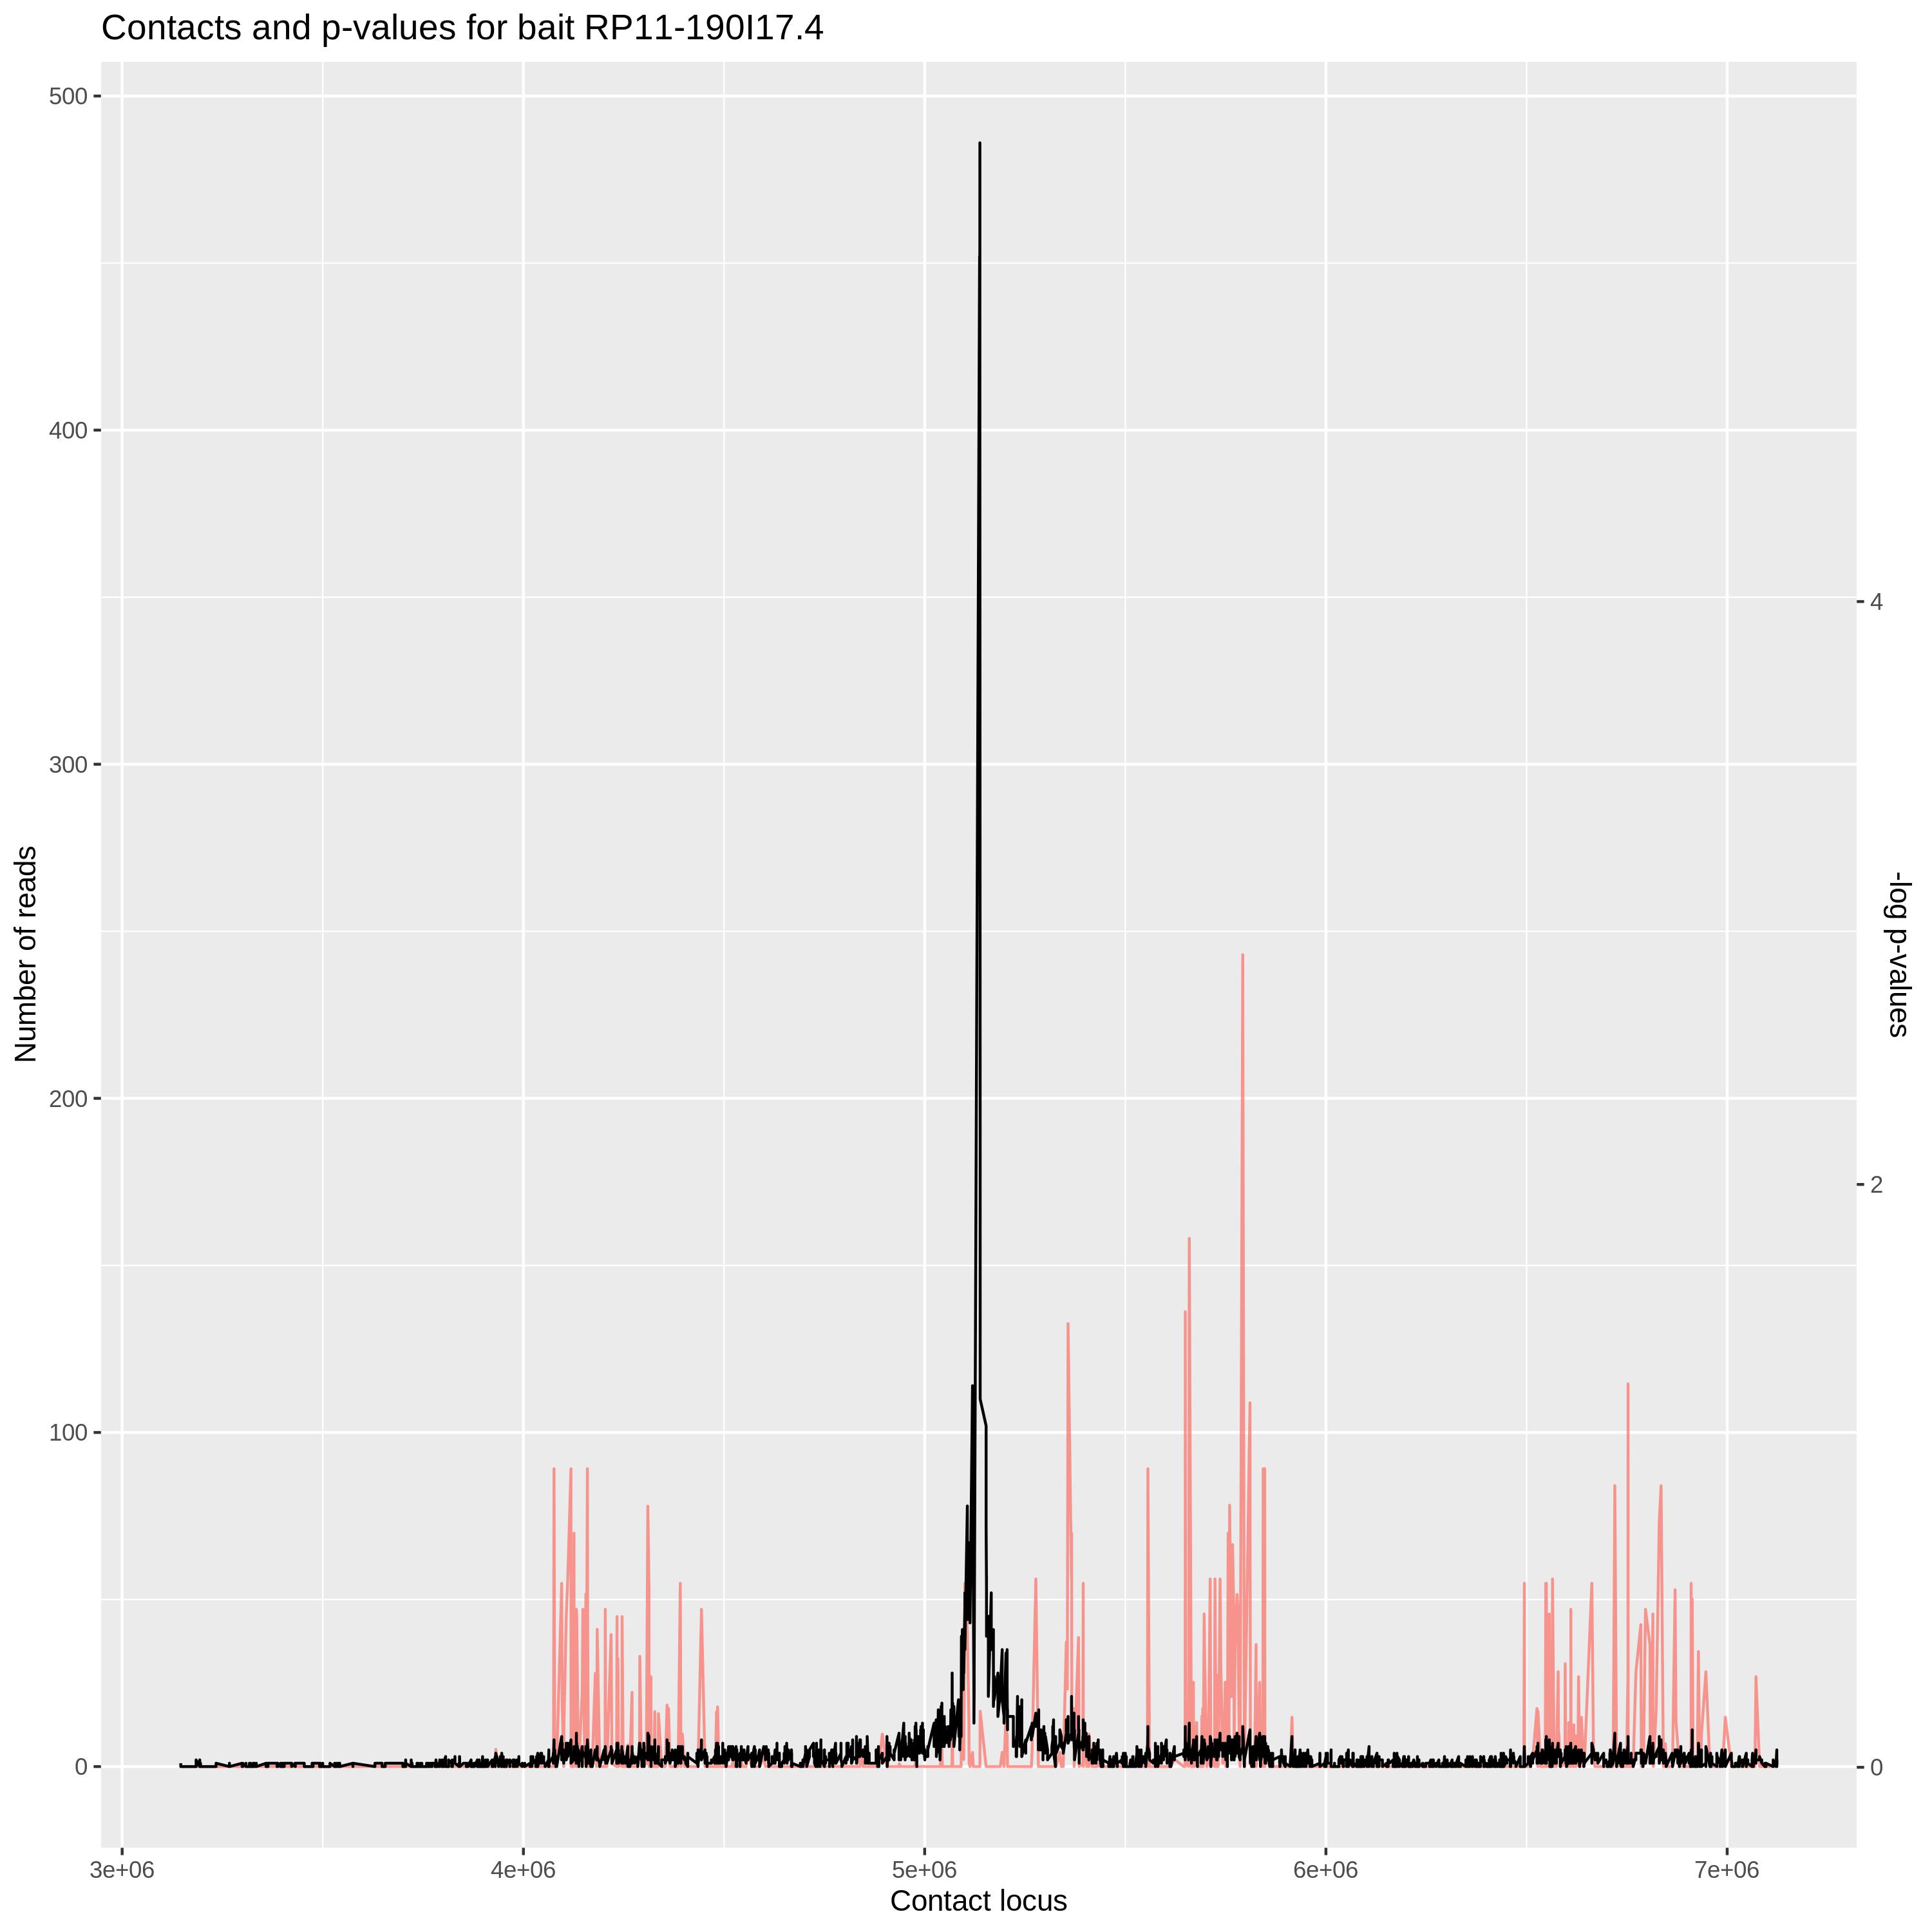 Contacts and p-values for bait RP11-190I17.4
500
400
300
200
100
0
Number of reads
4
2
0
-log p-values
3e+06
4e+06
5e+06
6e+06
7e+06
Contact locus